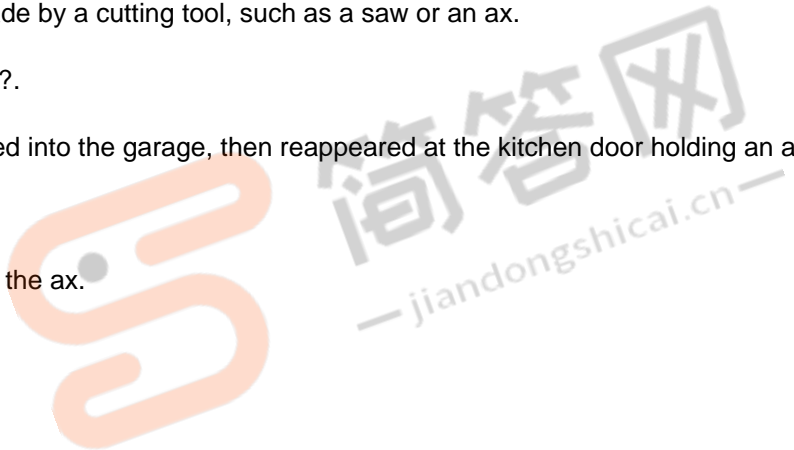 de by a cutting tool, such as a saw or an ax.
?.
ed into the garage, then reappeared at the kitchen door holding an a
the ax.
简答网
jiandongshicai.cn